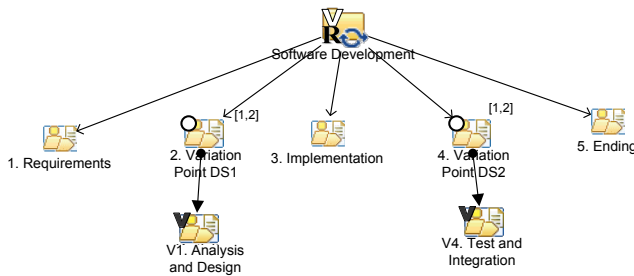 V
R
Software Development
[1,2]
[1,2]
1. Requirements
2. Variation
Point DS1
3. Implementation
4. Variation
Point DS2
5. Ending
V
V1. Analysis
and Design
V
V4. Test and
Integration